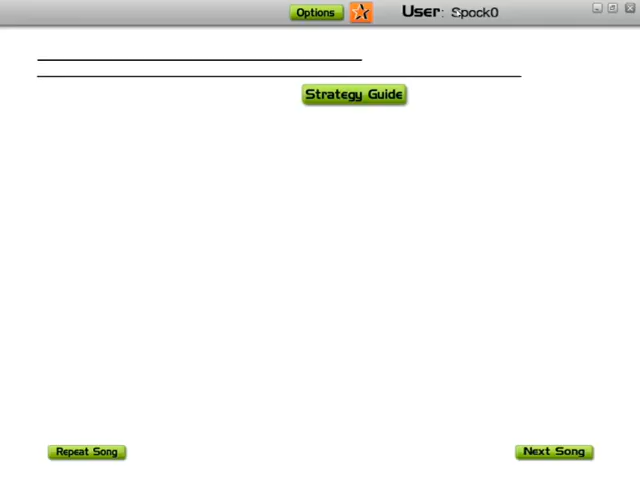 Options
User: Spock0
Strategy Guide
Repeat Song
Next Song